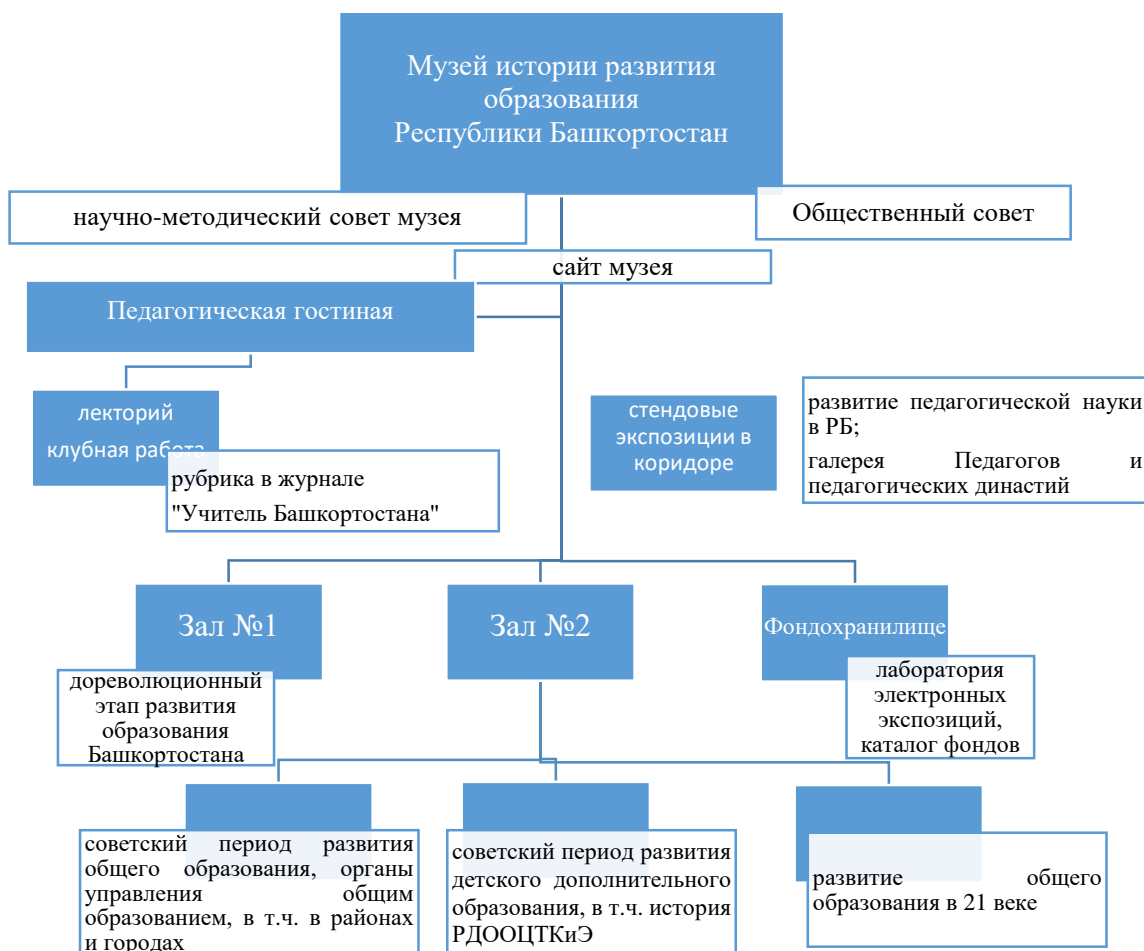 Музей истории развития
образования
Республики Башкортостан
научно-методический совет музея
Общественный совет
сайт музея
Педагогическая гостиная
лекторий
клубная работа
рубрика в журнале
"Учитель Башкортостана"
стендовые
экспозиции в
коридоре
развитие педагогической науки
в РБ;
галерея Педагогов и
педагогических династий
Зал №1
дореволюционный
этап развития
образования
Башкортостана
Зал №2
Фондохранилище
лаборатория
электронных
экспозиций,
каталог фондов
советский период развития
общего образования, органы
управления общим
образованием, в т.ч. в районах
и городах
советский период развития
детского дополнительного
образования, в т.ч. история
РДООЦТКиЭ
развитие общего
образования в 21 веке